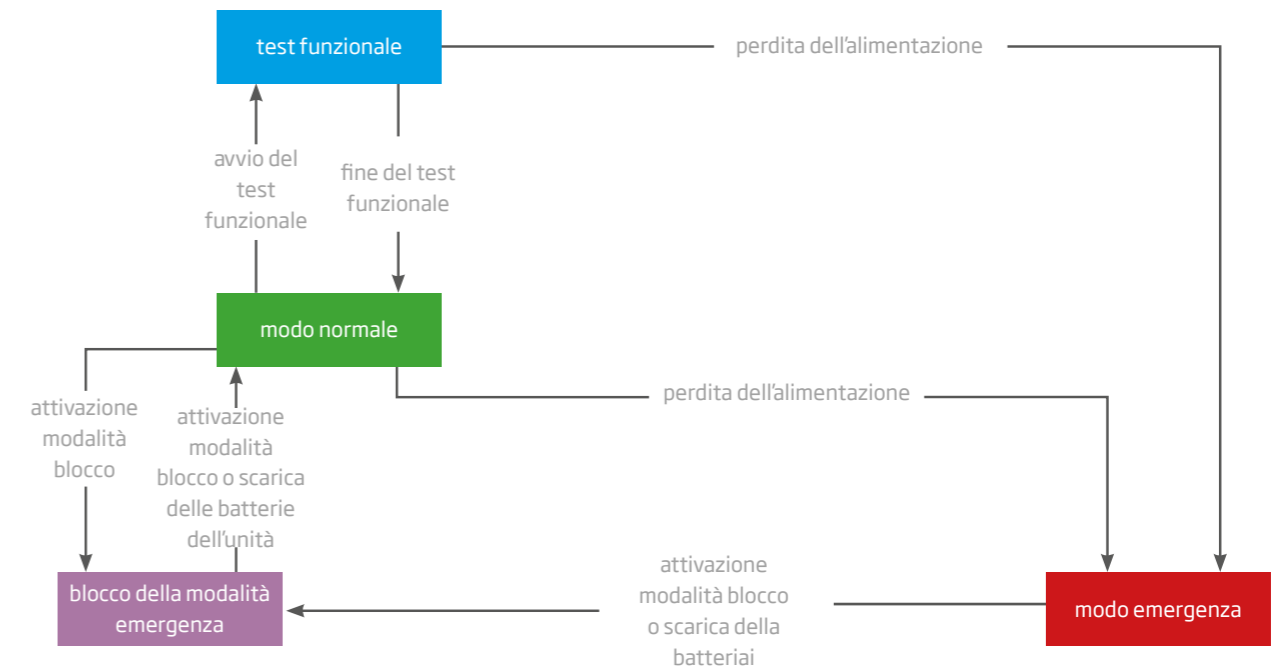 test funzionale
perdita dell'alimentazione
avvio del
test
funzionale
fine del test
funzionale
modo normale
perdita dell'alimentazione
attivazione
modalità
blocco
attivazione
modalità
blocco o scarica
delle batterie
dell'unità
blocco della modalità
emergenza
attivazione
modalità blocco
o scarica della
batteriai
modo emergenza